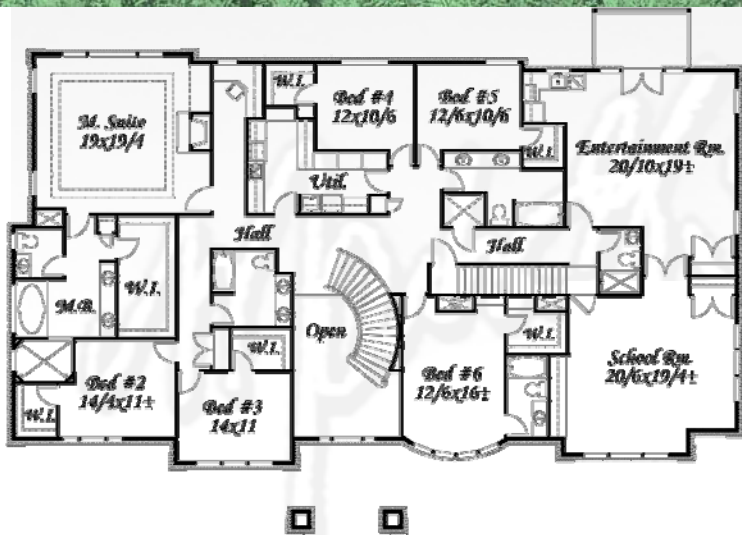 M. Suite
19x19/4
W.I.
Bed #4
12x10/6
Bed #5
12/6x10/6
W.I.
Entertainment Rm.
20/10x19±
Util.
Hall
Hall
W.I.
M.B.
Open
W.I.
W.I.
Bed #2
14/4x11±
W.I.
Bed #3
14x11
Bed #6
12/6x16±
School Rm.
20/6x19/4±